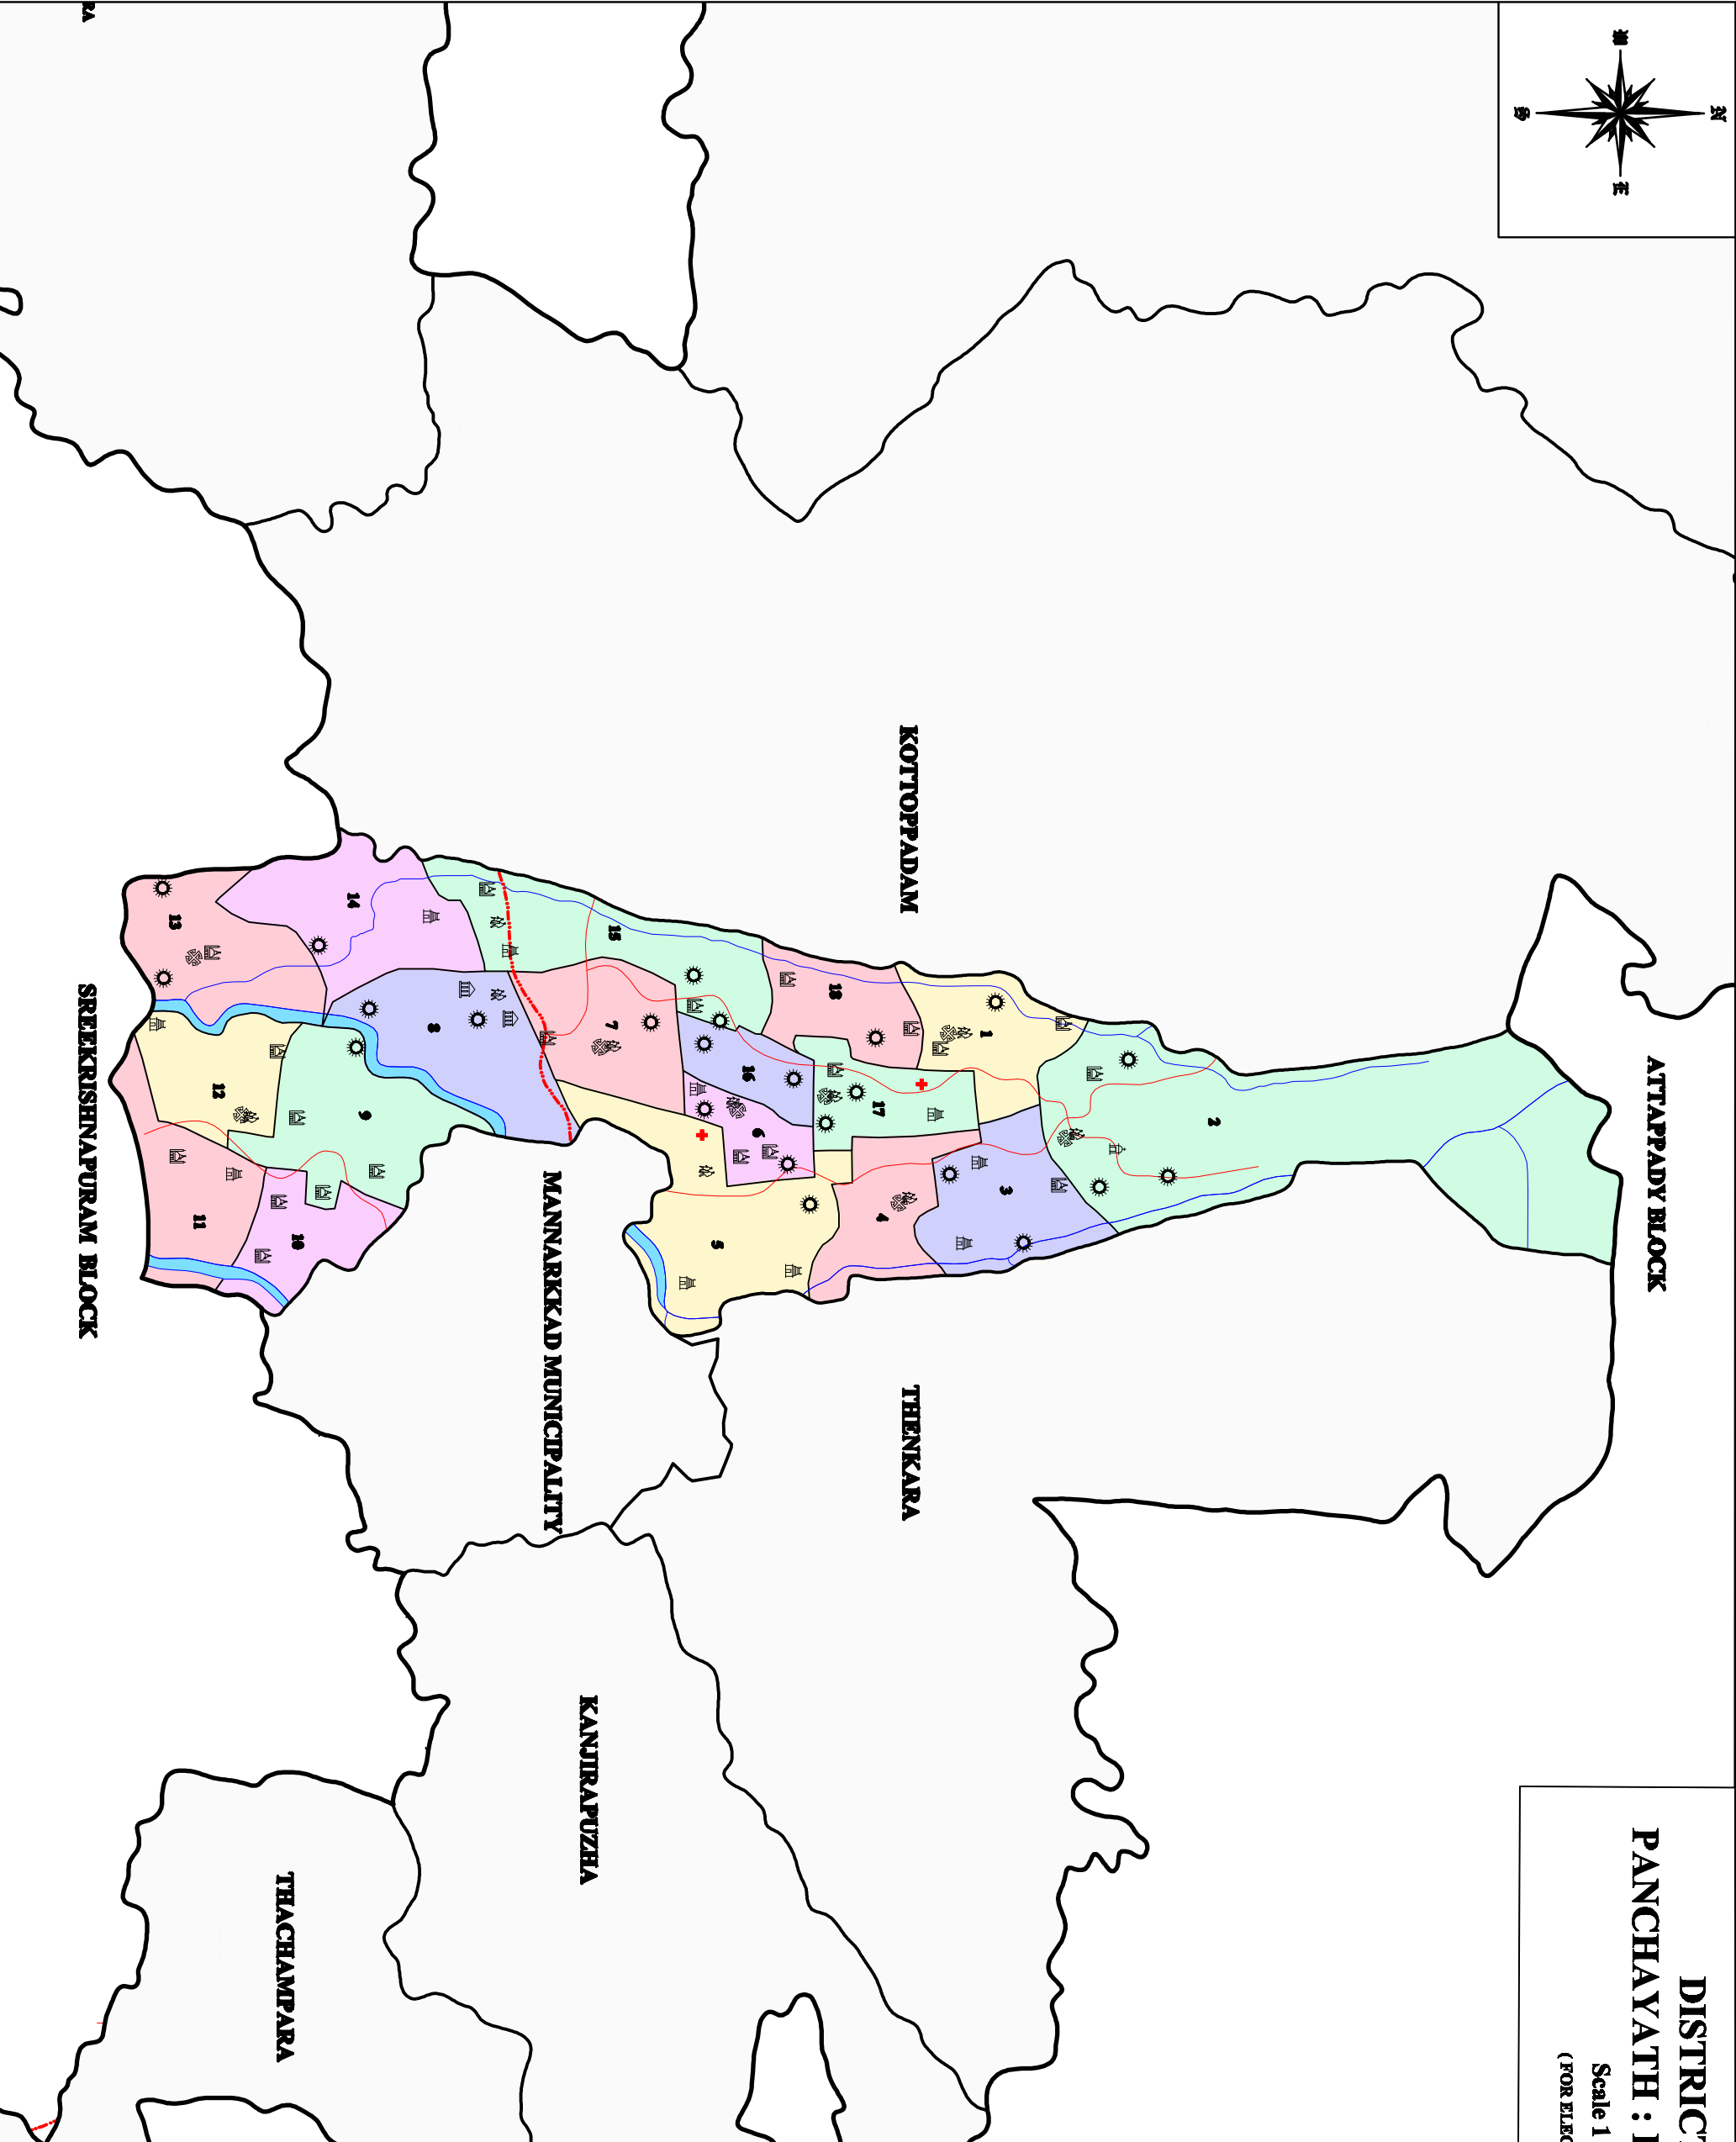 N
W
E
S
DISTRIC
PANCHAYATH :
Scale 1
( FOR ELEC
ATTAPPADY BLOCK
KOTTOPPADAM
THENKARA
MANNARKKAD MUNICIPALITY
KANJIRAPUZHA
THACHAMPARA
SREEKRISHNAPURAM BLOCK
RA
2
1
3
18
17
4
16
6
5
15
7
8
14
9
10
13
12
11